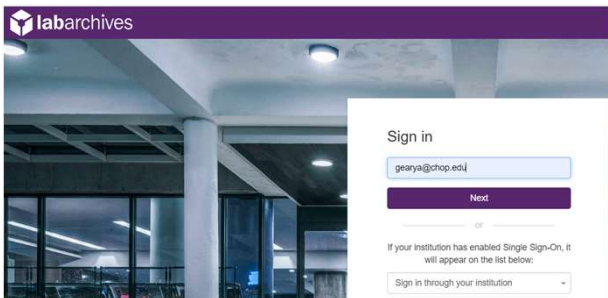 labarchives
Sign in
gearya@chop.edu
Next
or
If your institution has enabled Single Sign-On, it
will appear on the list below:
Sign in through your institution